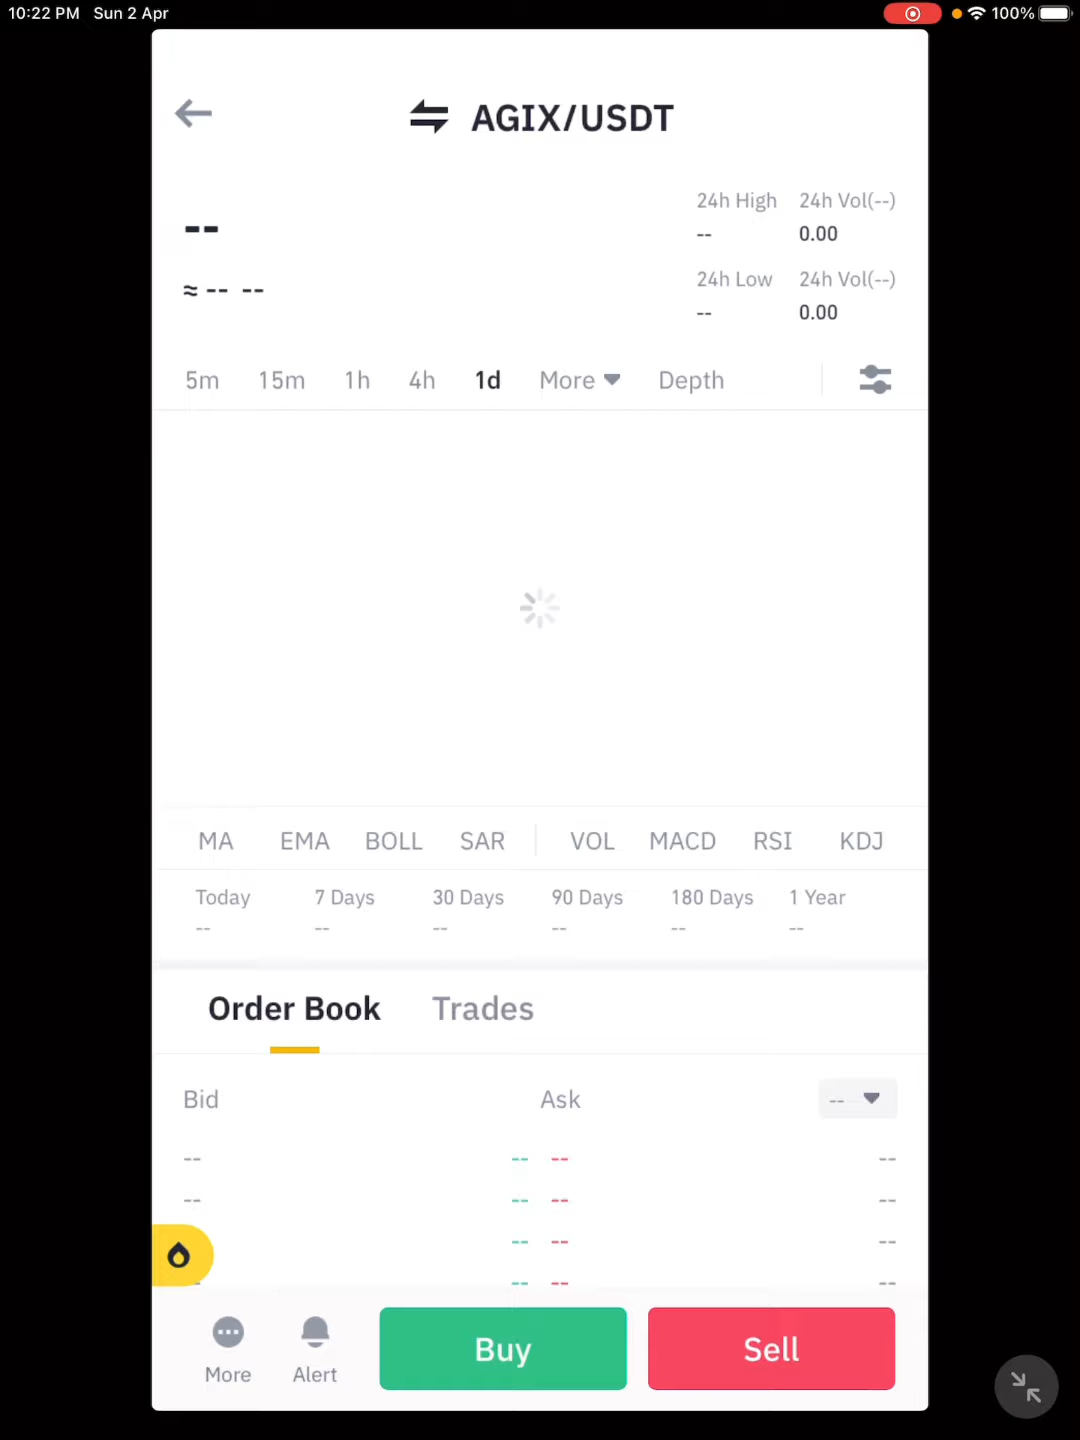 10:22 PM Sun 2 Apr 100%
AGIX/USDT
24h High 24h Vol(--)
-- -- 0.00
24h Low 24h Vol(--)
≈ -- -- -- 0.00
5m 15m 1h 4h 1d More Depth
MA EMA BOLL SAR VOL MACD RSI KDJ
Today 7 Days 30 Days 90 Days 180 Days 1 Year
-- -- -- -- -- --
Order Book Trades
Bid Ask --
-- -- -- --
-- -- -- --
-- -- --
-- -- -- --
Buy Sell
More Alert